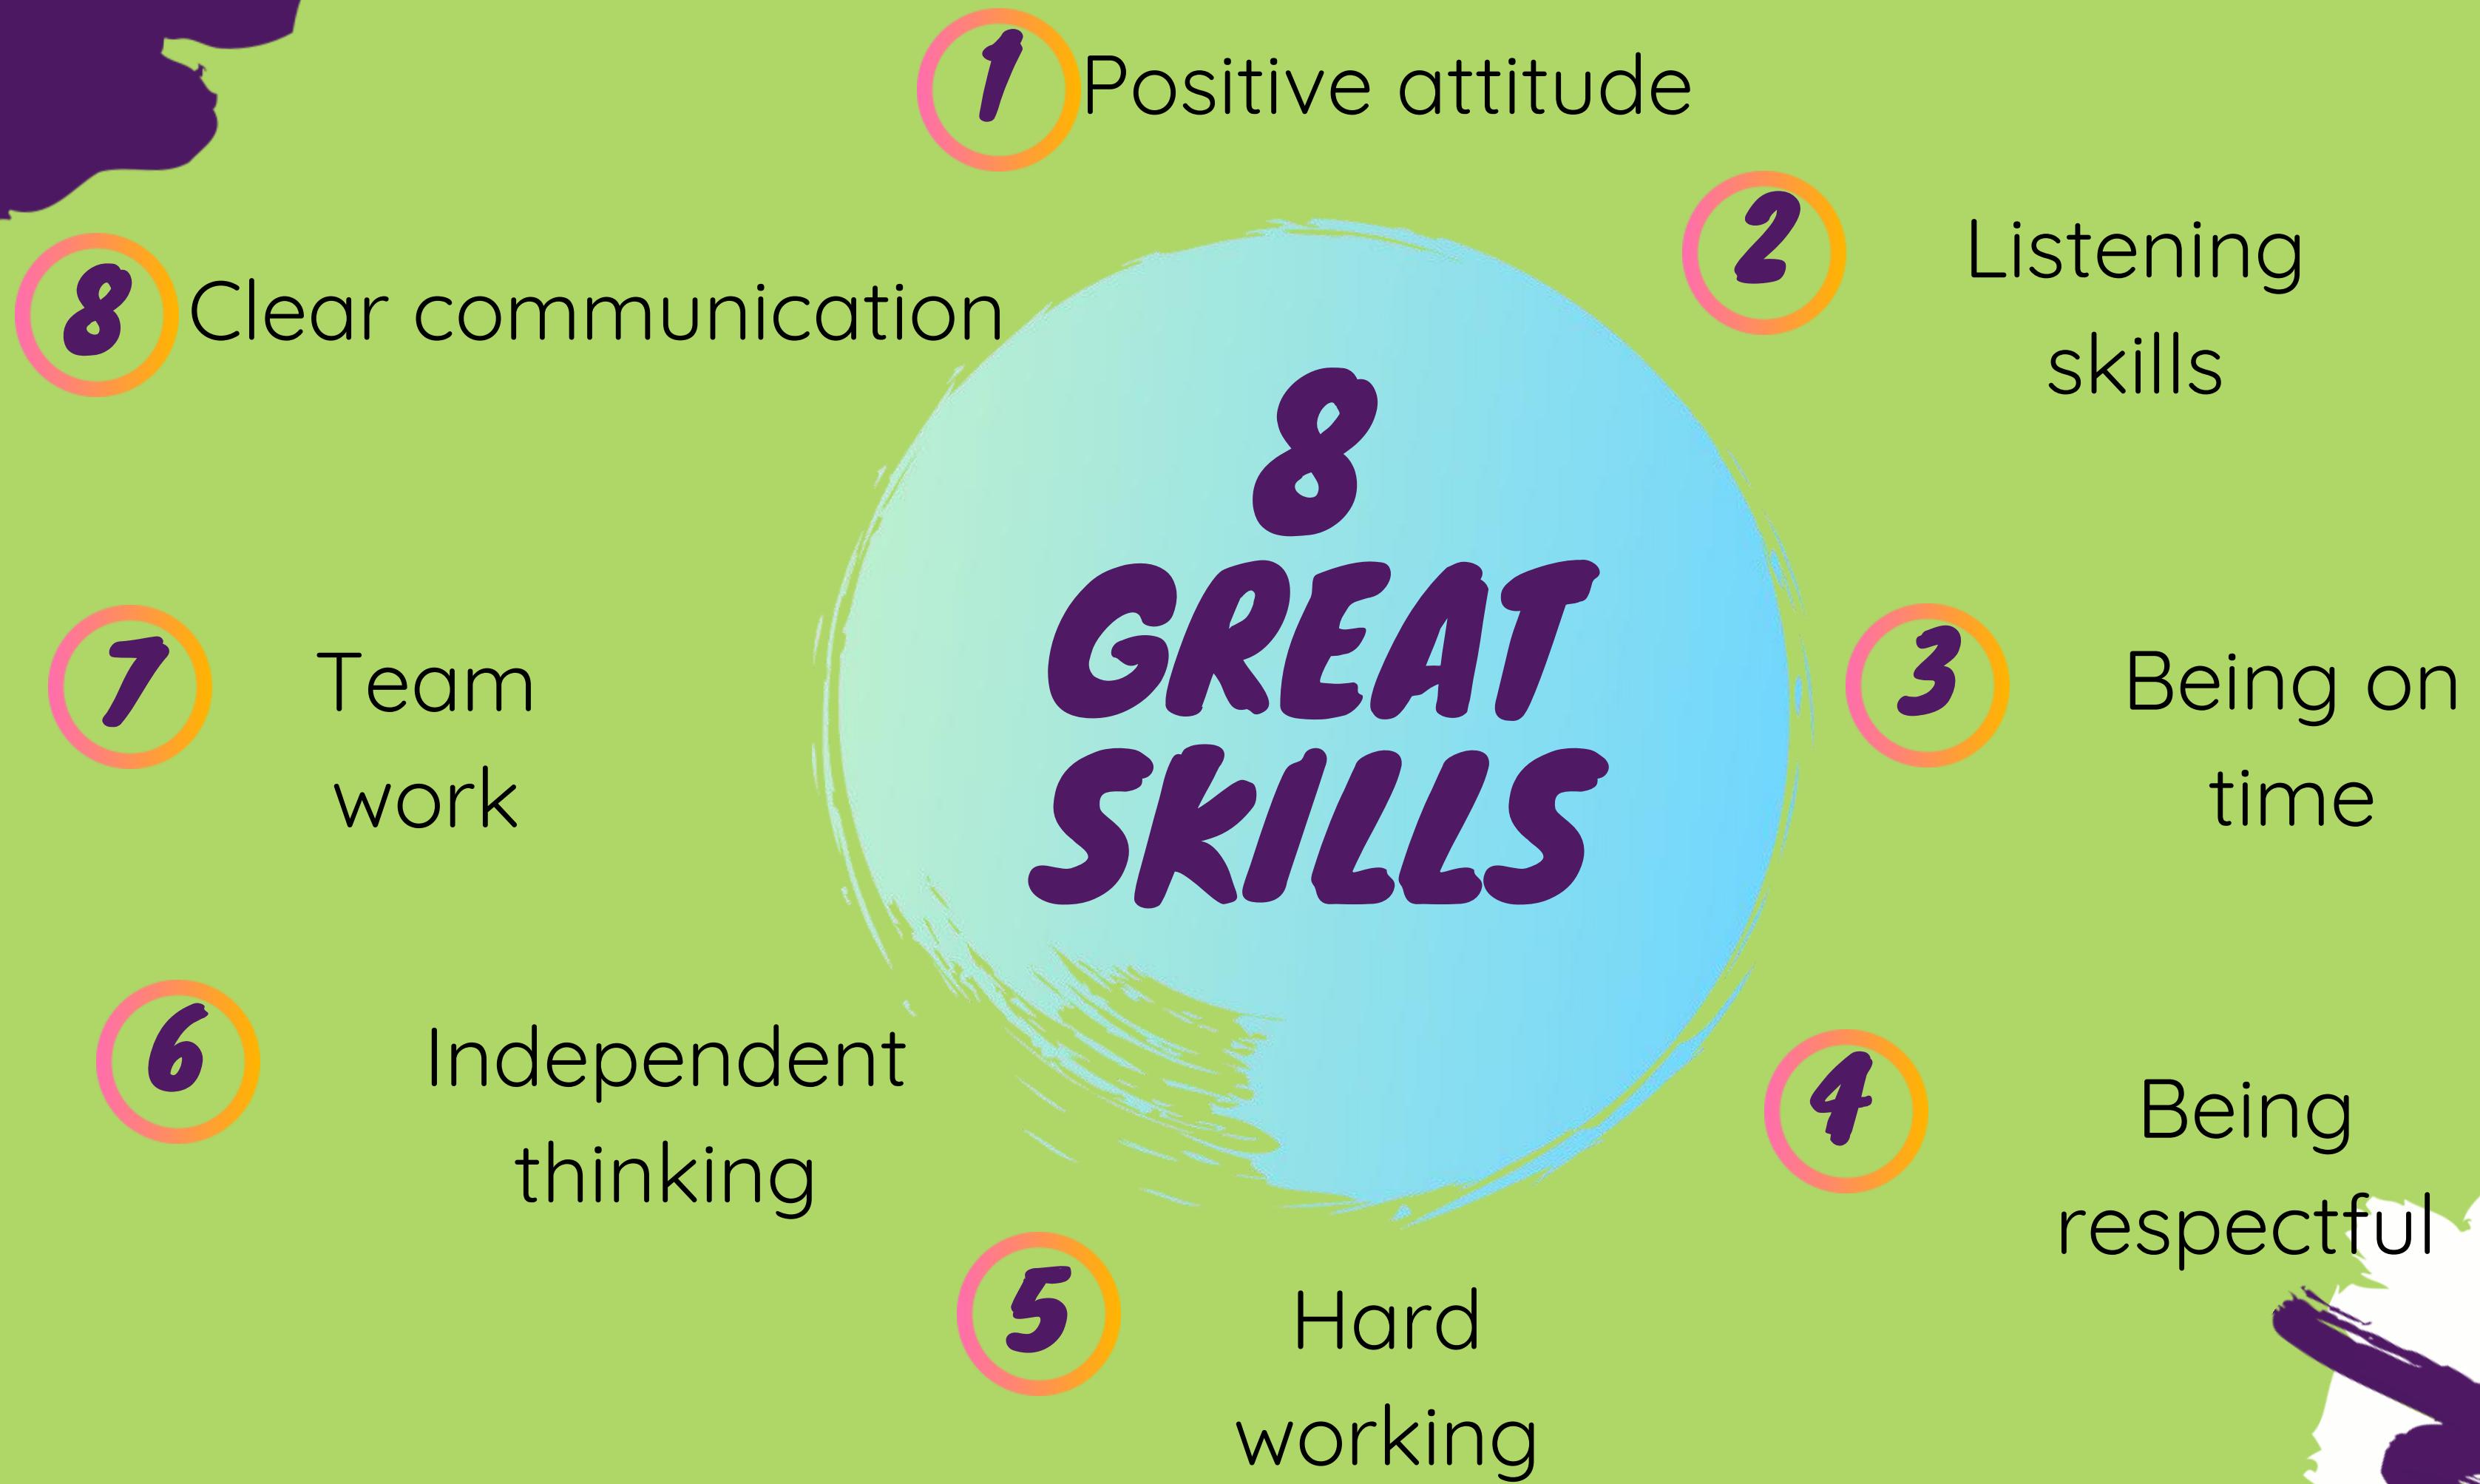 8
GREAT
SKILLS
1
Positive attitude
2
Listening
skills
3
Being on
time
4
Being
respectful
5
Hard
working
6
Independent
thinking
7
Team
work
8
Clear communication